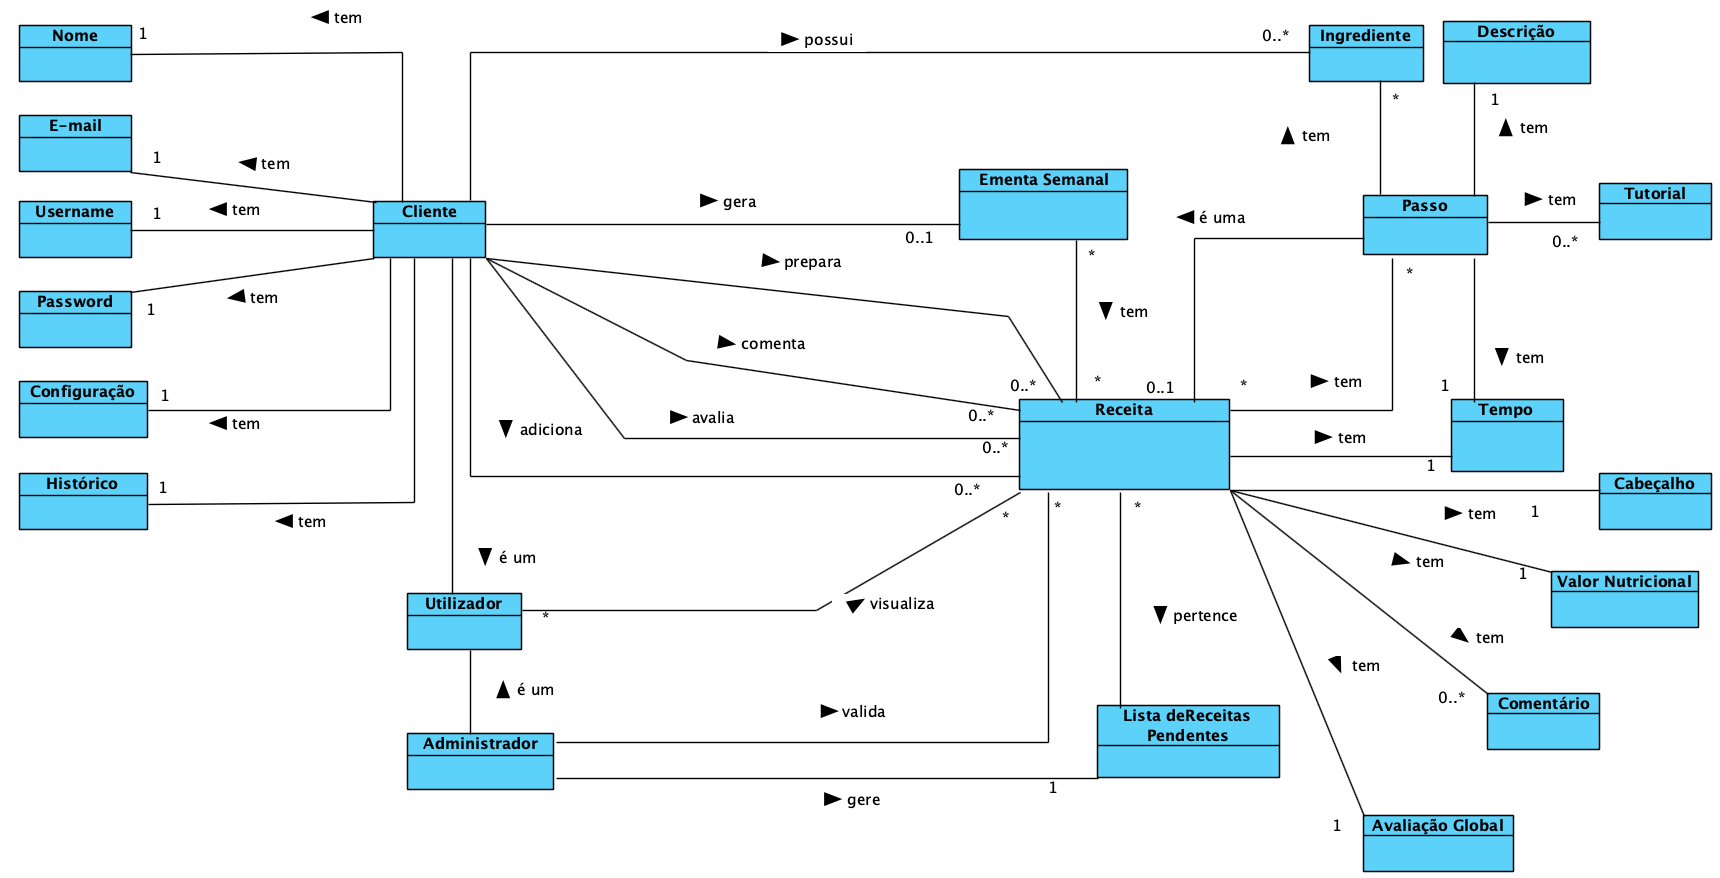 tem
Nome
1
possui
0..*
Ingrediente
Descrição
*
1
E-mail
1
tem
tem
tem
Ementa Semanal
Username
1
tem
Cliente
gera
0..1
*
é uma
Passo
tem
0..*
Tutorial
prepara
*
Password
1
tem
tem
comenta
tem
Configuração
1
tem
0..*
*
0..1
*
tem
1
adiciona
avalia
0..*
0..*
Receita
Tempo
tem
1
Histórico
1
tem
0..*
*
*
*
Cabeçalho
tem
1
é um
tem
1
Valor Nutricional
Utilizador
*
visualiza
pertence
tem
tem
é um
valida
Lista deReceitas
Pendentes
0..*
Comentário
Administrador
1
gere
1
Avaliação Global